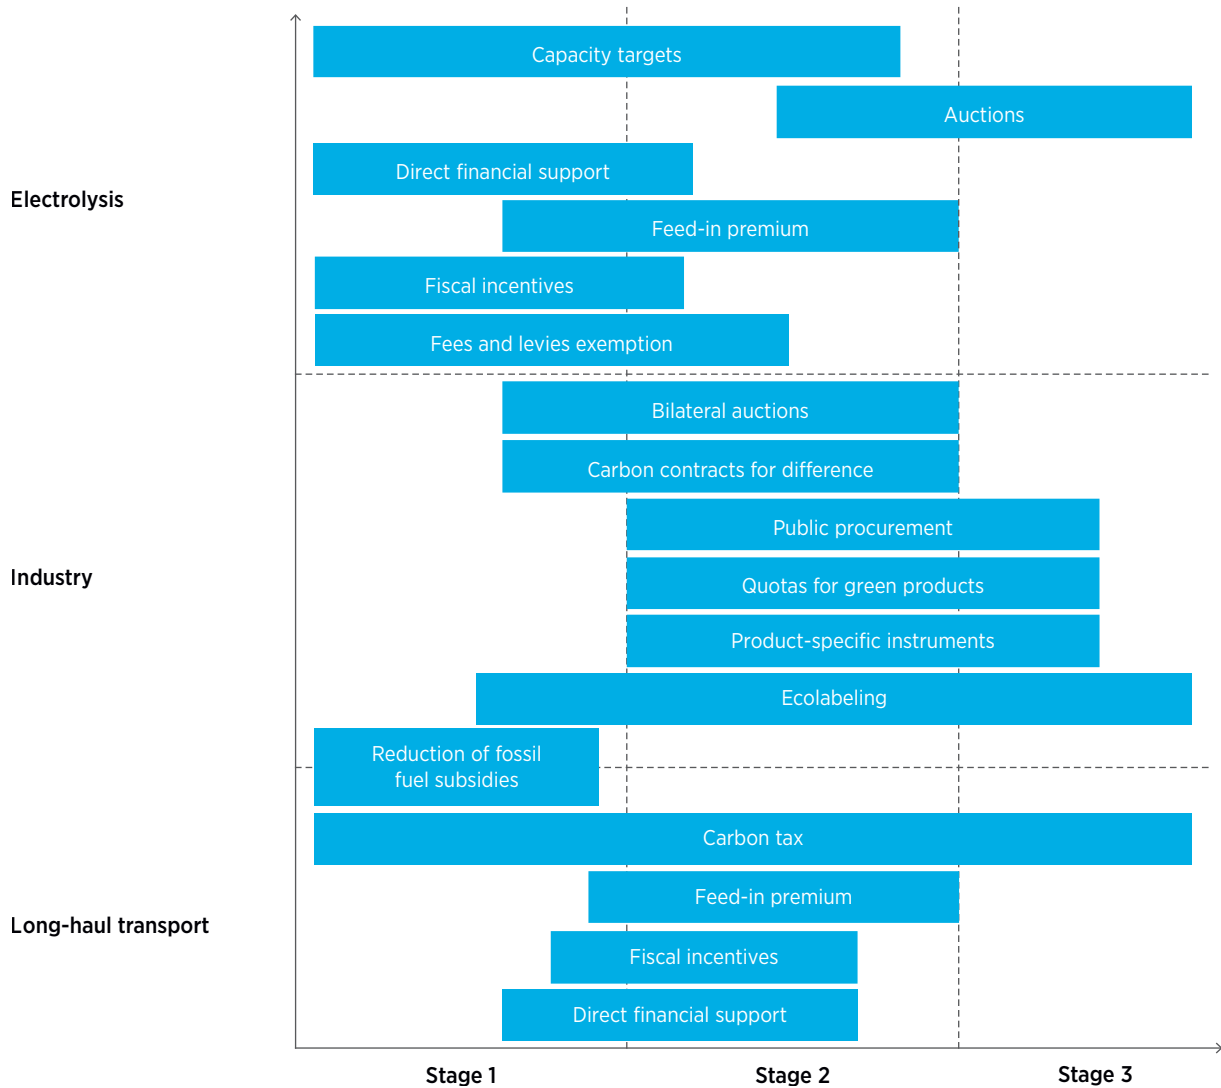 Capacity targets
Auctions
Direct financial support
Electrolysis
Feed-in premium
Fiscal incentives
Fees and levies exemption
Bilateral auctions
Carbon contracts for difference
Public procurement
Industry
Quotas for green products
Product-specific instruments
Ecolabeling
Reduction of fossil
fuel subsidies
Carbon tax
Feed-in premium
Long-haul transport
Fiscal incentives
Direct financial support
Stage 1
Stage 2
Stage 3